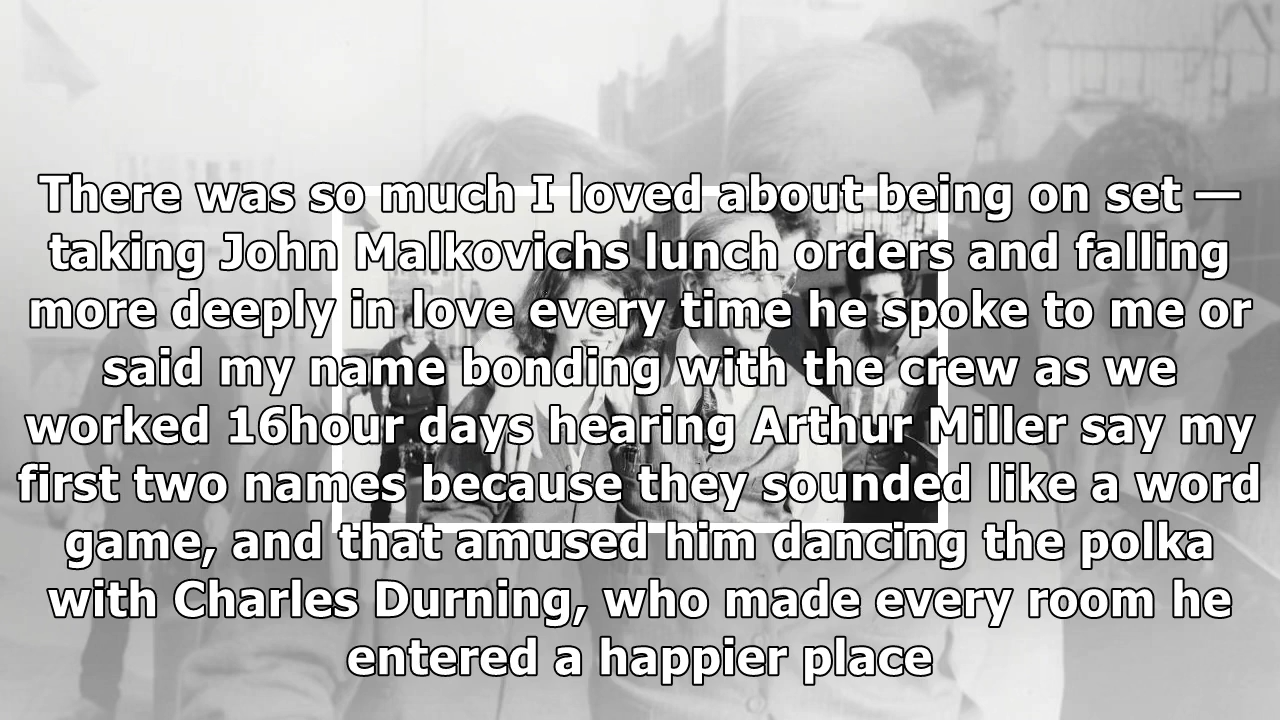 There was so much I loved about being on set —
taking John Malkovichs lunch orders and falling
more deeply in love every time he spoke to me or
said my name bonding with the crew as we
worked 16hour days hearing Arthur Miller say my
first two names because they sounded like a word
game, and that amused him dancing the polka
with Charles Durning, who made every room he
entered a happier place